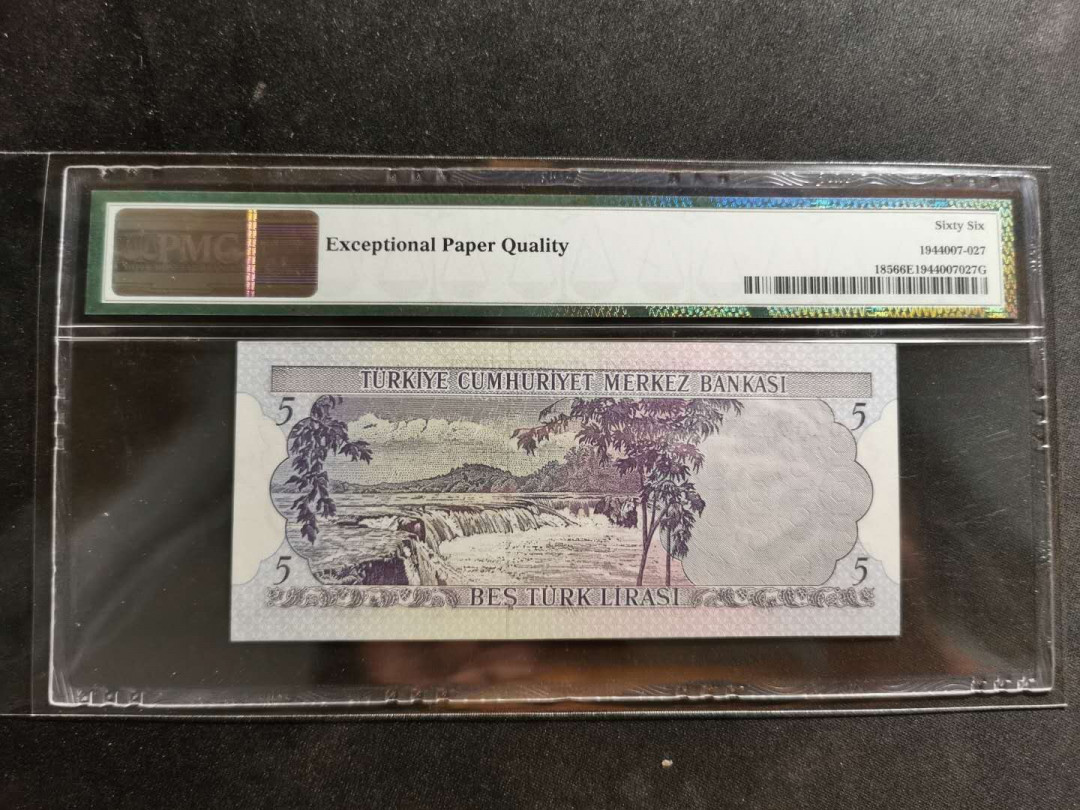 PMG
Exceptional Paper Quality
Sixty Six
1944007-027
18566E1944007027G
TÜRKİYE CUMHURİYET MERKEZ BANKASI
5 5
5 5
BEŞ TÜRK LİRASI